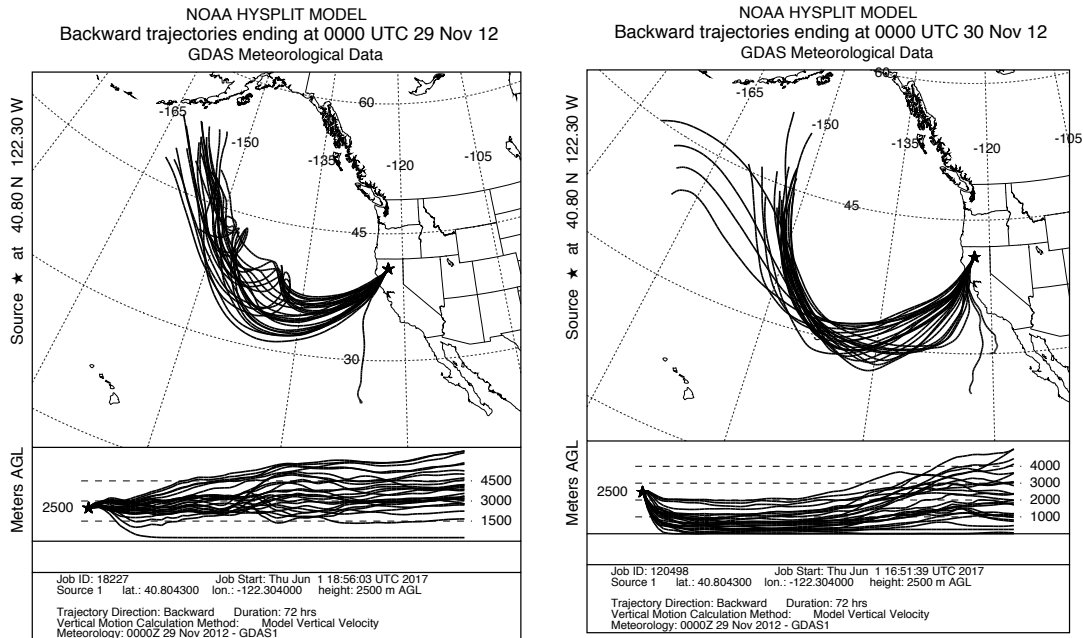 NOAA HYSPLIT MODEL
Backward trajectories ending at 0000 UTC 29 Nov 12
GDAS Meteorological Data
Source ★ at 40.80 N 122.30 W
-165
60
-150
-135
-120
-105
45
30
Meters AGL
2500
4500
3000
1500
Job ID: 18227 Job Start: Thu Jun 1 18:56:03 UTC 2017
Source 1 lat.: 40.804300 lon.: -122.304000 height: 2500 m AGL
Trajectory Direction: Backward Duration: 72 hrs
Vertical Motion Calculation Method: Model Vertical Velocity
Meteorology: 0000Z 29 Nov 2012 - GDAS1
NOAA HYSPLIT MODEL
Backward trajectories ending at 0000 UTC 30 Nov 12
GDAS Meteorological Data
Source ★ at 40.80 N 122.30 W
60
-165
-150
-135
-120
-105
45
30
Meters AGL
2500
4000
3000
2000
1000
Job ID: 120498 Job Start: Thu Jun 1 16:51:39 UTC 2017
Source 1 lat.: 40.804300 lon.: -122.304000 height: 2500 m AGL
Trajectory Direction: Backward Duration: 72 hrs
Vertical Motion Calculation Method: Model Vertical Velocity
Meteorology: 0000Z 29 Nov 2012 - GDAS1